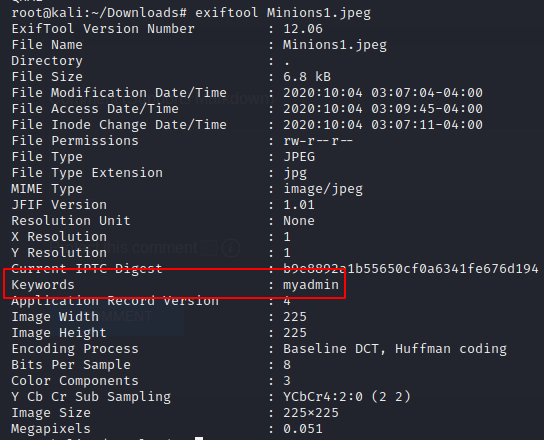 root@kali:~/Downloads# exiftool Minions1.jpeg
ExifTool Version Number : 12.06
File Name : Minions1.jpeg
Directory : .
File Size : 6.8 kB
File Modification Date/Time : 2020:10:04 03:07:04-04:00
File Access Date/Time : 2020:10:04 03:09:45-04:00
File Inode Change Date/Time : 2020:10:04 03:07:11-04:00
File Permissions : rw-r--r--
File Type : JPEG
File Type Extension : jpg
MIME Type : image/jpeg
JFIF Version : 1.01
Resolution Unit : None
X Resolution : 1
Y Resolution : 1
his comment
Current IPTC Digest : b9e8892a1b55650cf0a6341fe676d194
Keywords : myadmin
Application Record Version : 4
Image Width : 225
Image Height : 225
Encoding Process : Baseline DCT, Huffman coding
Bits Per Sample : 8
Color Components : 3
Y Cb Cr Sub Sampling : YCbCr4:2:0 (2 2)
Image Size : 225×225
Megapixels : 0.051